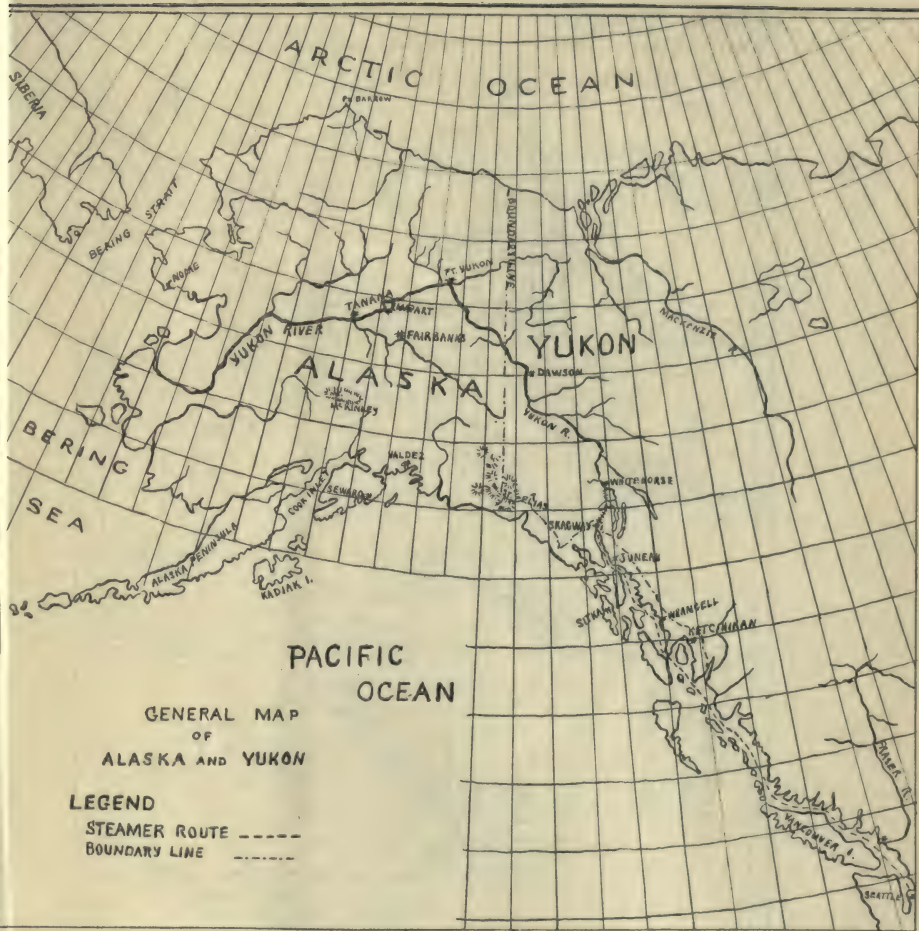 ARCTIC OCEAN
SIBERIA
PT BARROW
BERING STRAIT
BOUNDARY LINE
NOME
FT. YUKON
MACKENZIE R.
TANANA
RAMPART
YUKON RIVER
FAIRBANKS
YUKON
ALASKA
DAWSON
MCKINLEY
YUKON R.
BERING
SEA
VALDEZ
COOK INLET
SEWARD
WHITEHORSE
SKAGWAY
ALASKA PENINSULA
JUNEAU
KADIAK I.
SITKA
WRANGELL
KETCHIKAN
PACIFIC
OCEAN
GENERAL MAP
OF
ALASKA AND YUKON
FRASER R.
LEGEND
STEAMER ROUTE
BOUNDARY LINE
VANCOUVER I.
SEATTLE